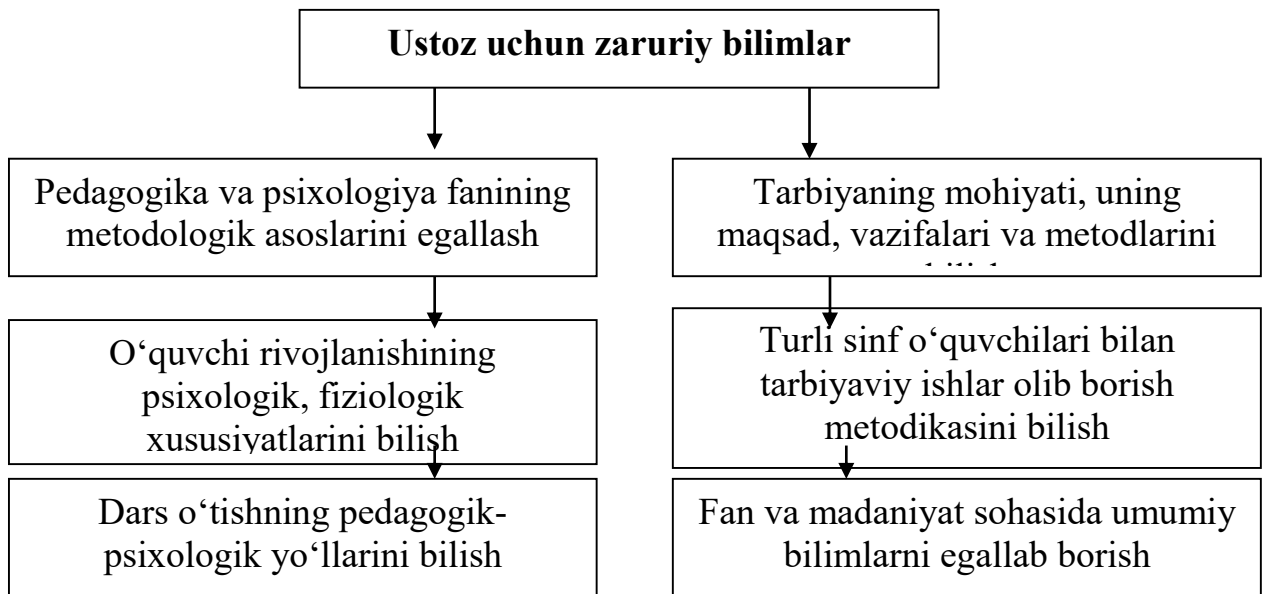 Ustoz uchun zaruriy bilimlar
Pedagogika va psixologiya fanining
metodologik asoslarini egallash
Tarbiyaning mohiyati, uning
maqsad, vazifalari va metodlarini
O‘quvchi rivojlanishining
psixologik, fiziologik
xususiyatlarini bilish
Turli sinf o‘quvchilari bilan
tarbiyaviy ishlar olib borish
metodikasini bilish
Dars o‘tishning pedagogik-
psixologik yo‘llarini bilish
Fan va madaniyat sohasida umumiy
bilimlarni egallab borish